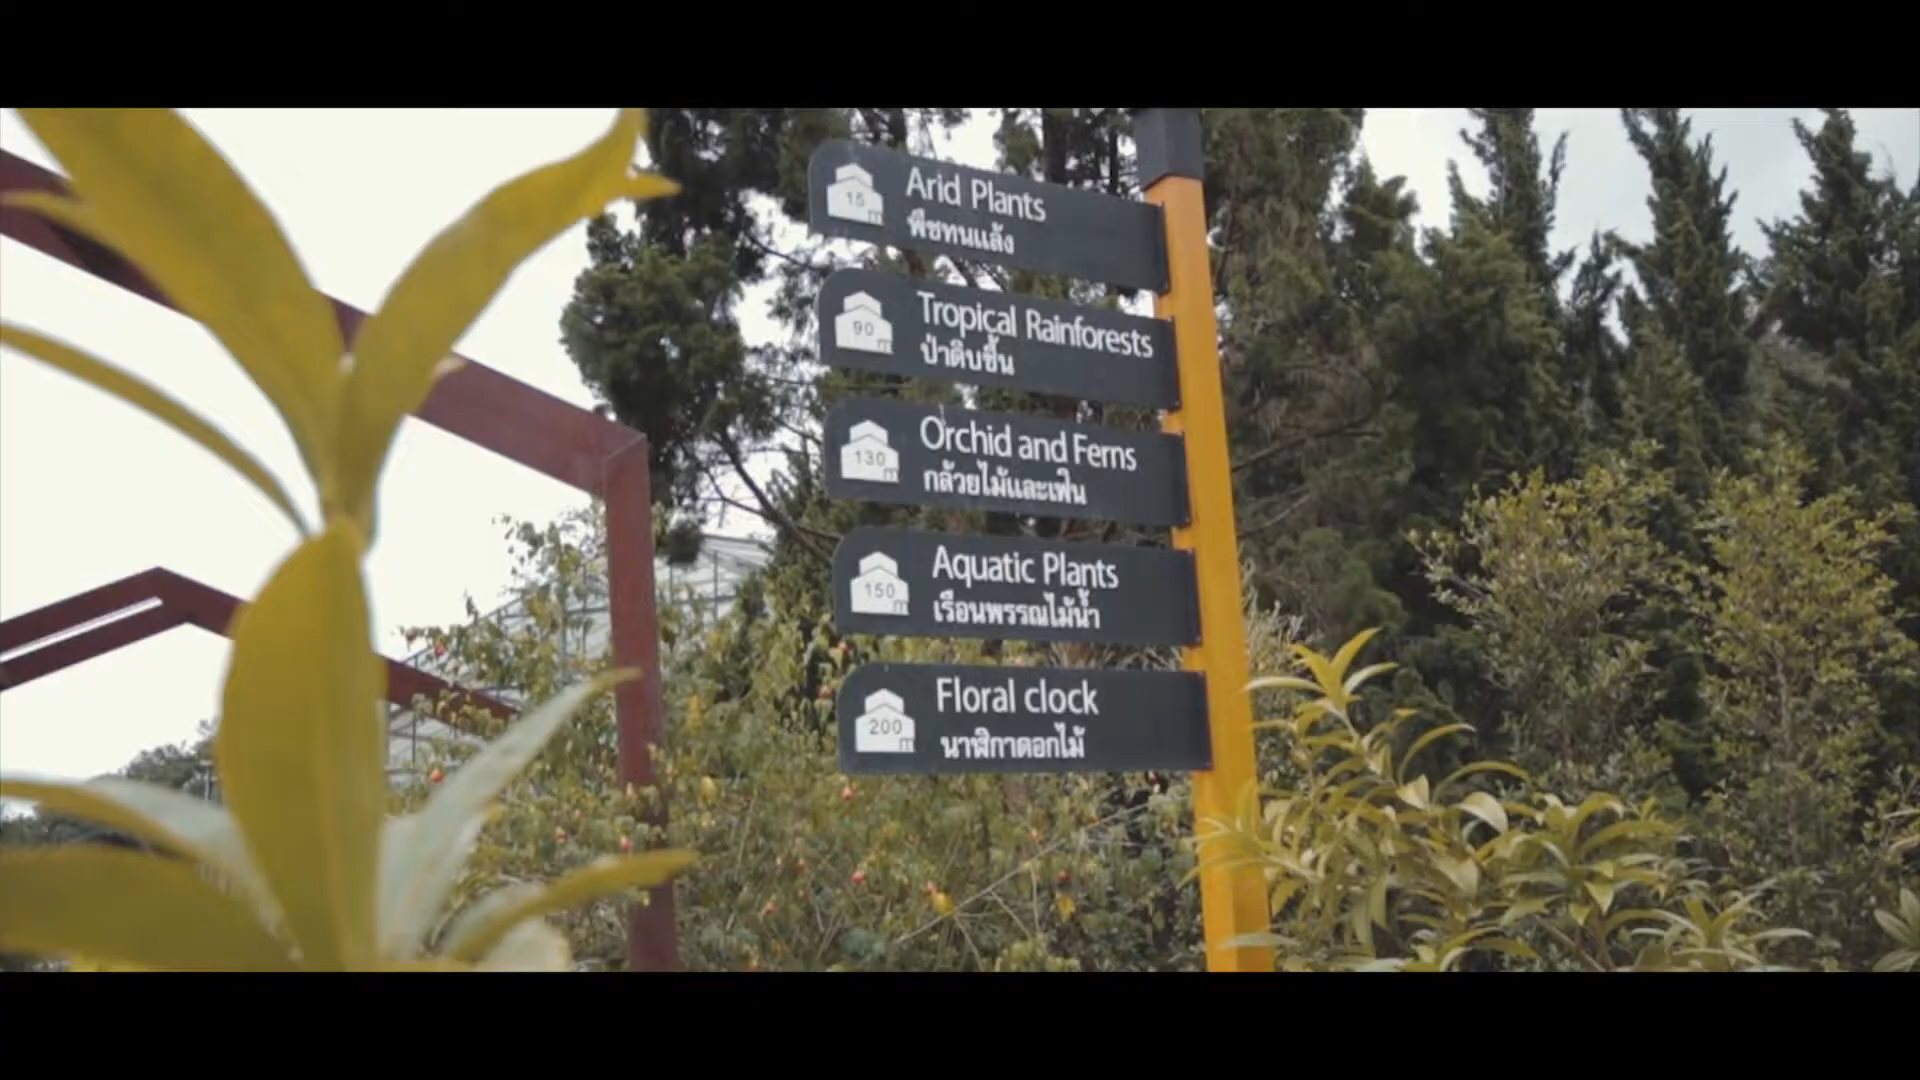 15 m
Arid Plants
พืชทนแล้ง
90 m
Tropical Rainforests
ป่าดิบชื้น
130 m
Orchid and Ferns
กล้วยไม้และเฟิน
150 m
Aquatic Plants
เรือนพรรณไม้น้ำ
200 m
Floral clock
นาฬิกาดอกไม้